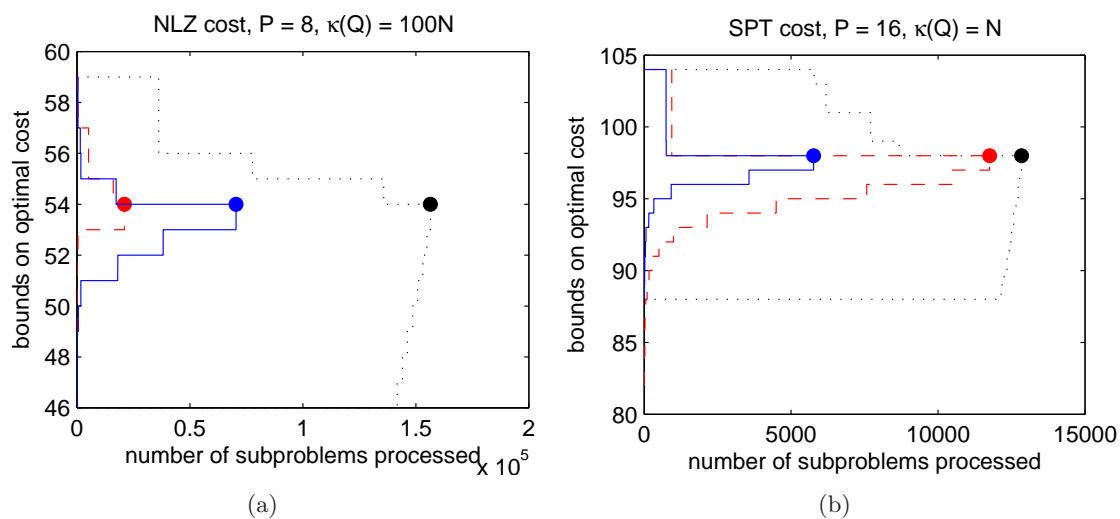 NLZ cost, P = 8, κ(Q) = 100N
60
58
56
54
52
50
48
46
bounds on optimal cost
0
0.5
1
1.5
2
number of subproblems processed
x 10^5
(a)
SPT cost, P = 16, κ(Q) = N
105
100
95
90
85
80
bounds on optimal cost
0
5000
10000
15000
number of subproblems processed
(b)